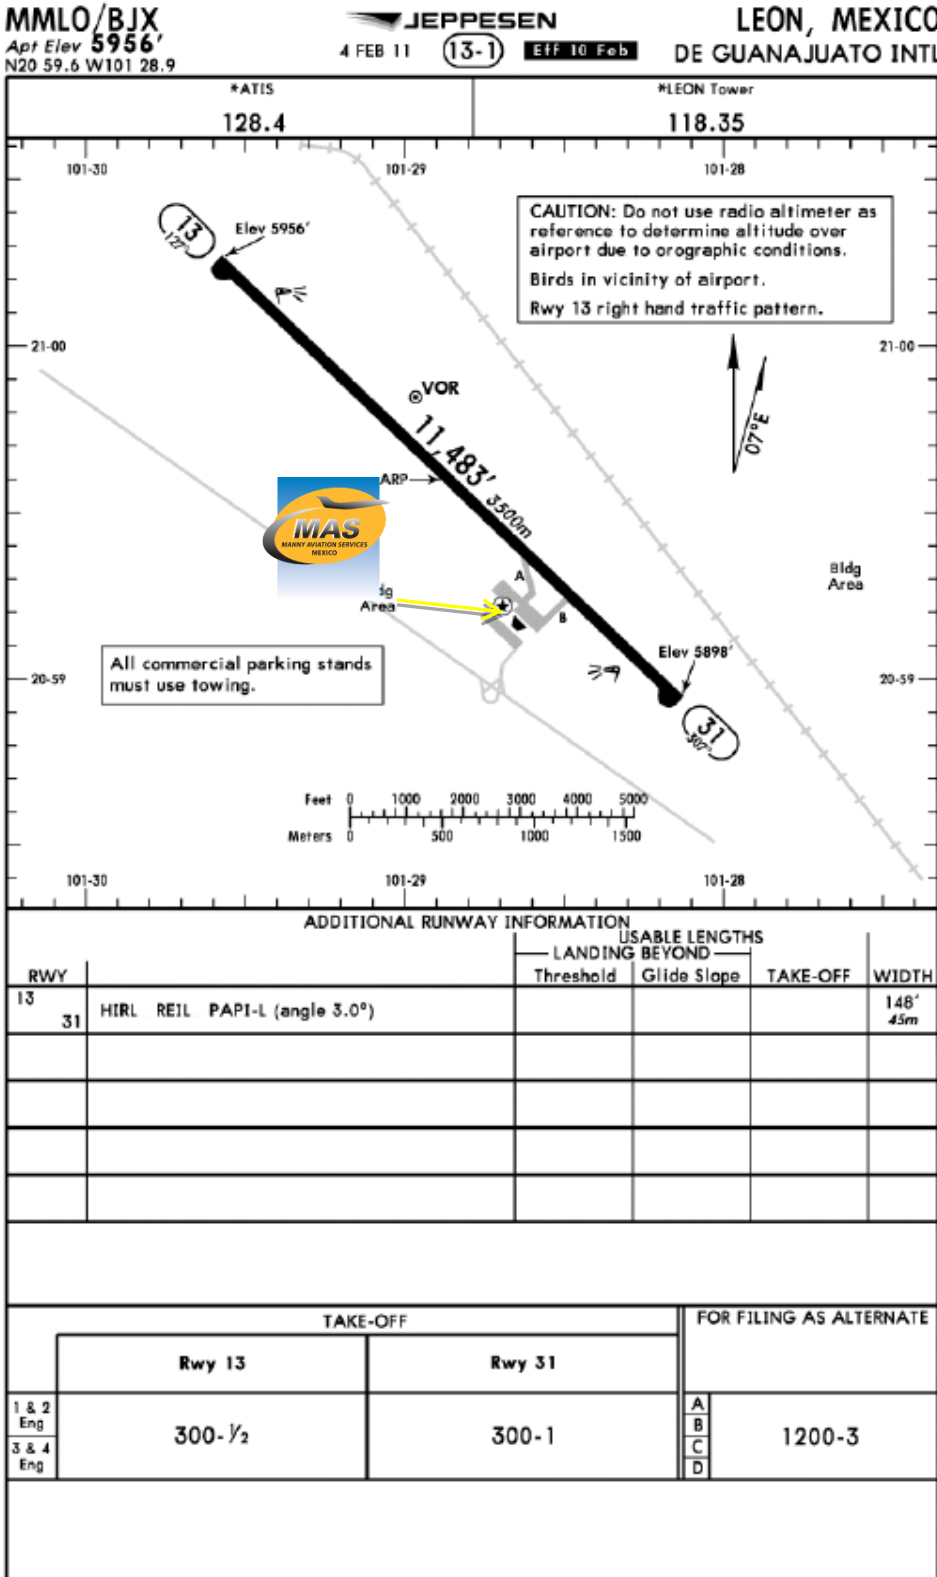 MMLO/BJX
Apt Elev 5956'
N20 59.6 W101 28.9
JEPPESEN
4 FEB 11 13-1 Eff 10 Feb
LEON, MEXICO
DE GUANAJUATO INTL
*ATIS
128.4
*LEON Tower
118.35
101-30 101-29 101-28
13
127°
Elev 5956'
CAUTION: Do not use radio altimeter as
reference to determine altitude over
airport due to orographic conditions.
Birds in vicinity of airport.
Rwy 13 right hand traffic pattern.
21-00 21-00
VOR
07°E
11,483'
3500m
ARP
MAS
MANNY AVIATION SERVICES
MEXICO
A
B
Bldg
Area
dg
Area
All commercial parking stands
must use towing.
Elev 5898'
20-59 20-59
31
307°
Feet 0 1000 2000 3000 4000 5000
Meters 0 500 1000 1500
101-30 101-29 101-28
ADDITIONAL RUNWAY INFORMATION
USABLE LENGTHS
LANDING BEYOND
RWY Threshold Glide Slope TAKE-OFF WIDTH
13
31 HIRL REIL PAPI-L (angle 3.0°) 148'
45m
TAKE-OFF FOR FILING AS ALTERNATE
Rwy 13 Rwy 31
1 & 2
Eng
3 & 4
Eng
300-½ 300-1
A
B
C
D
1200-3